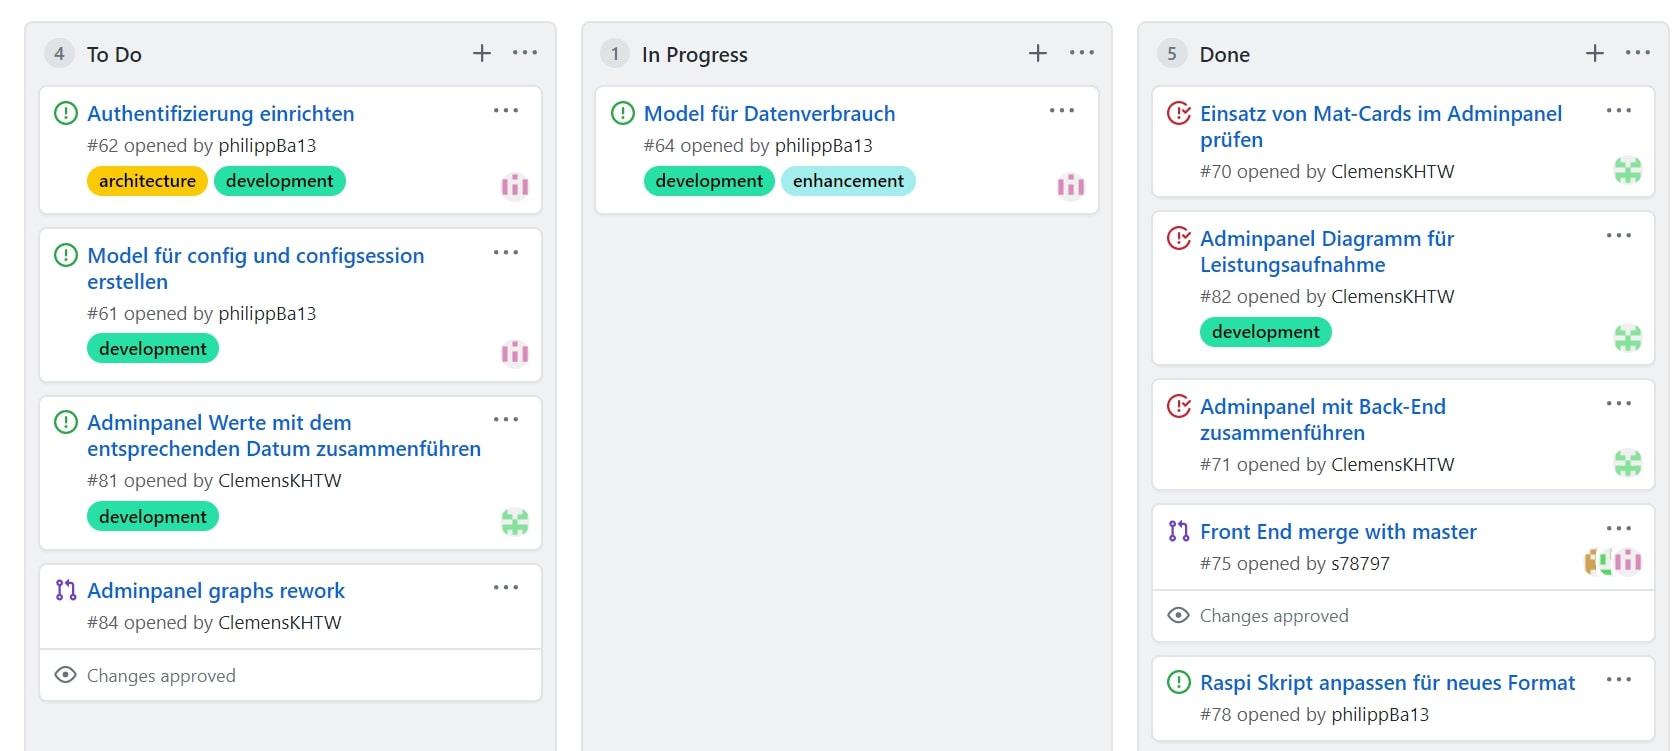 4 To Do
Authentifizierung einrichten
#62 opened by philippBa13
architecture development
Model für config und configsession
erstellen
#61 opened by philippBa13
development
Adminpanel Werte mit dem
entsprechenden Datum zusammenführen
#81 opened by ClemensKHTW
development
Adminpanel graphs rework
#84 opened by ClemensKHTW
Changes approved
1 In Progress
Model für Datenverbrauch
#64 opened by philippBa13
development enhancement
5 Done
Einsatz von Mat-Cards im Adminpanel
prüfen
#70 opened by ClemensKHTW
Adminpanel Diagramm für
Leistungsaufnahme
#82 opened by ClemensKHTW
development
Adminpanel mit Back-End
zusammenführen
#71 opened by ClemensKHTW
Front End merge with master
#75 opened by s78797
Changes approved
Raspi Skript anpassen für neues Format
#78 opened by philippBa13